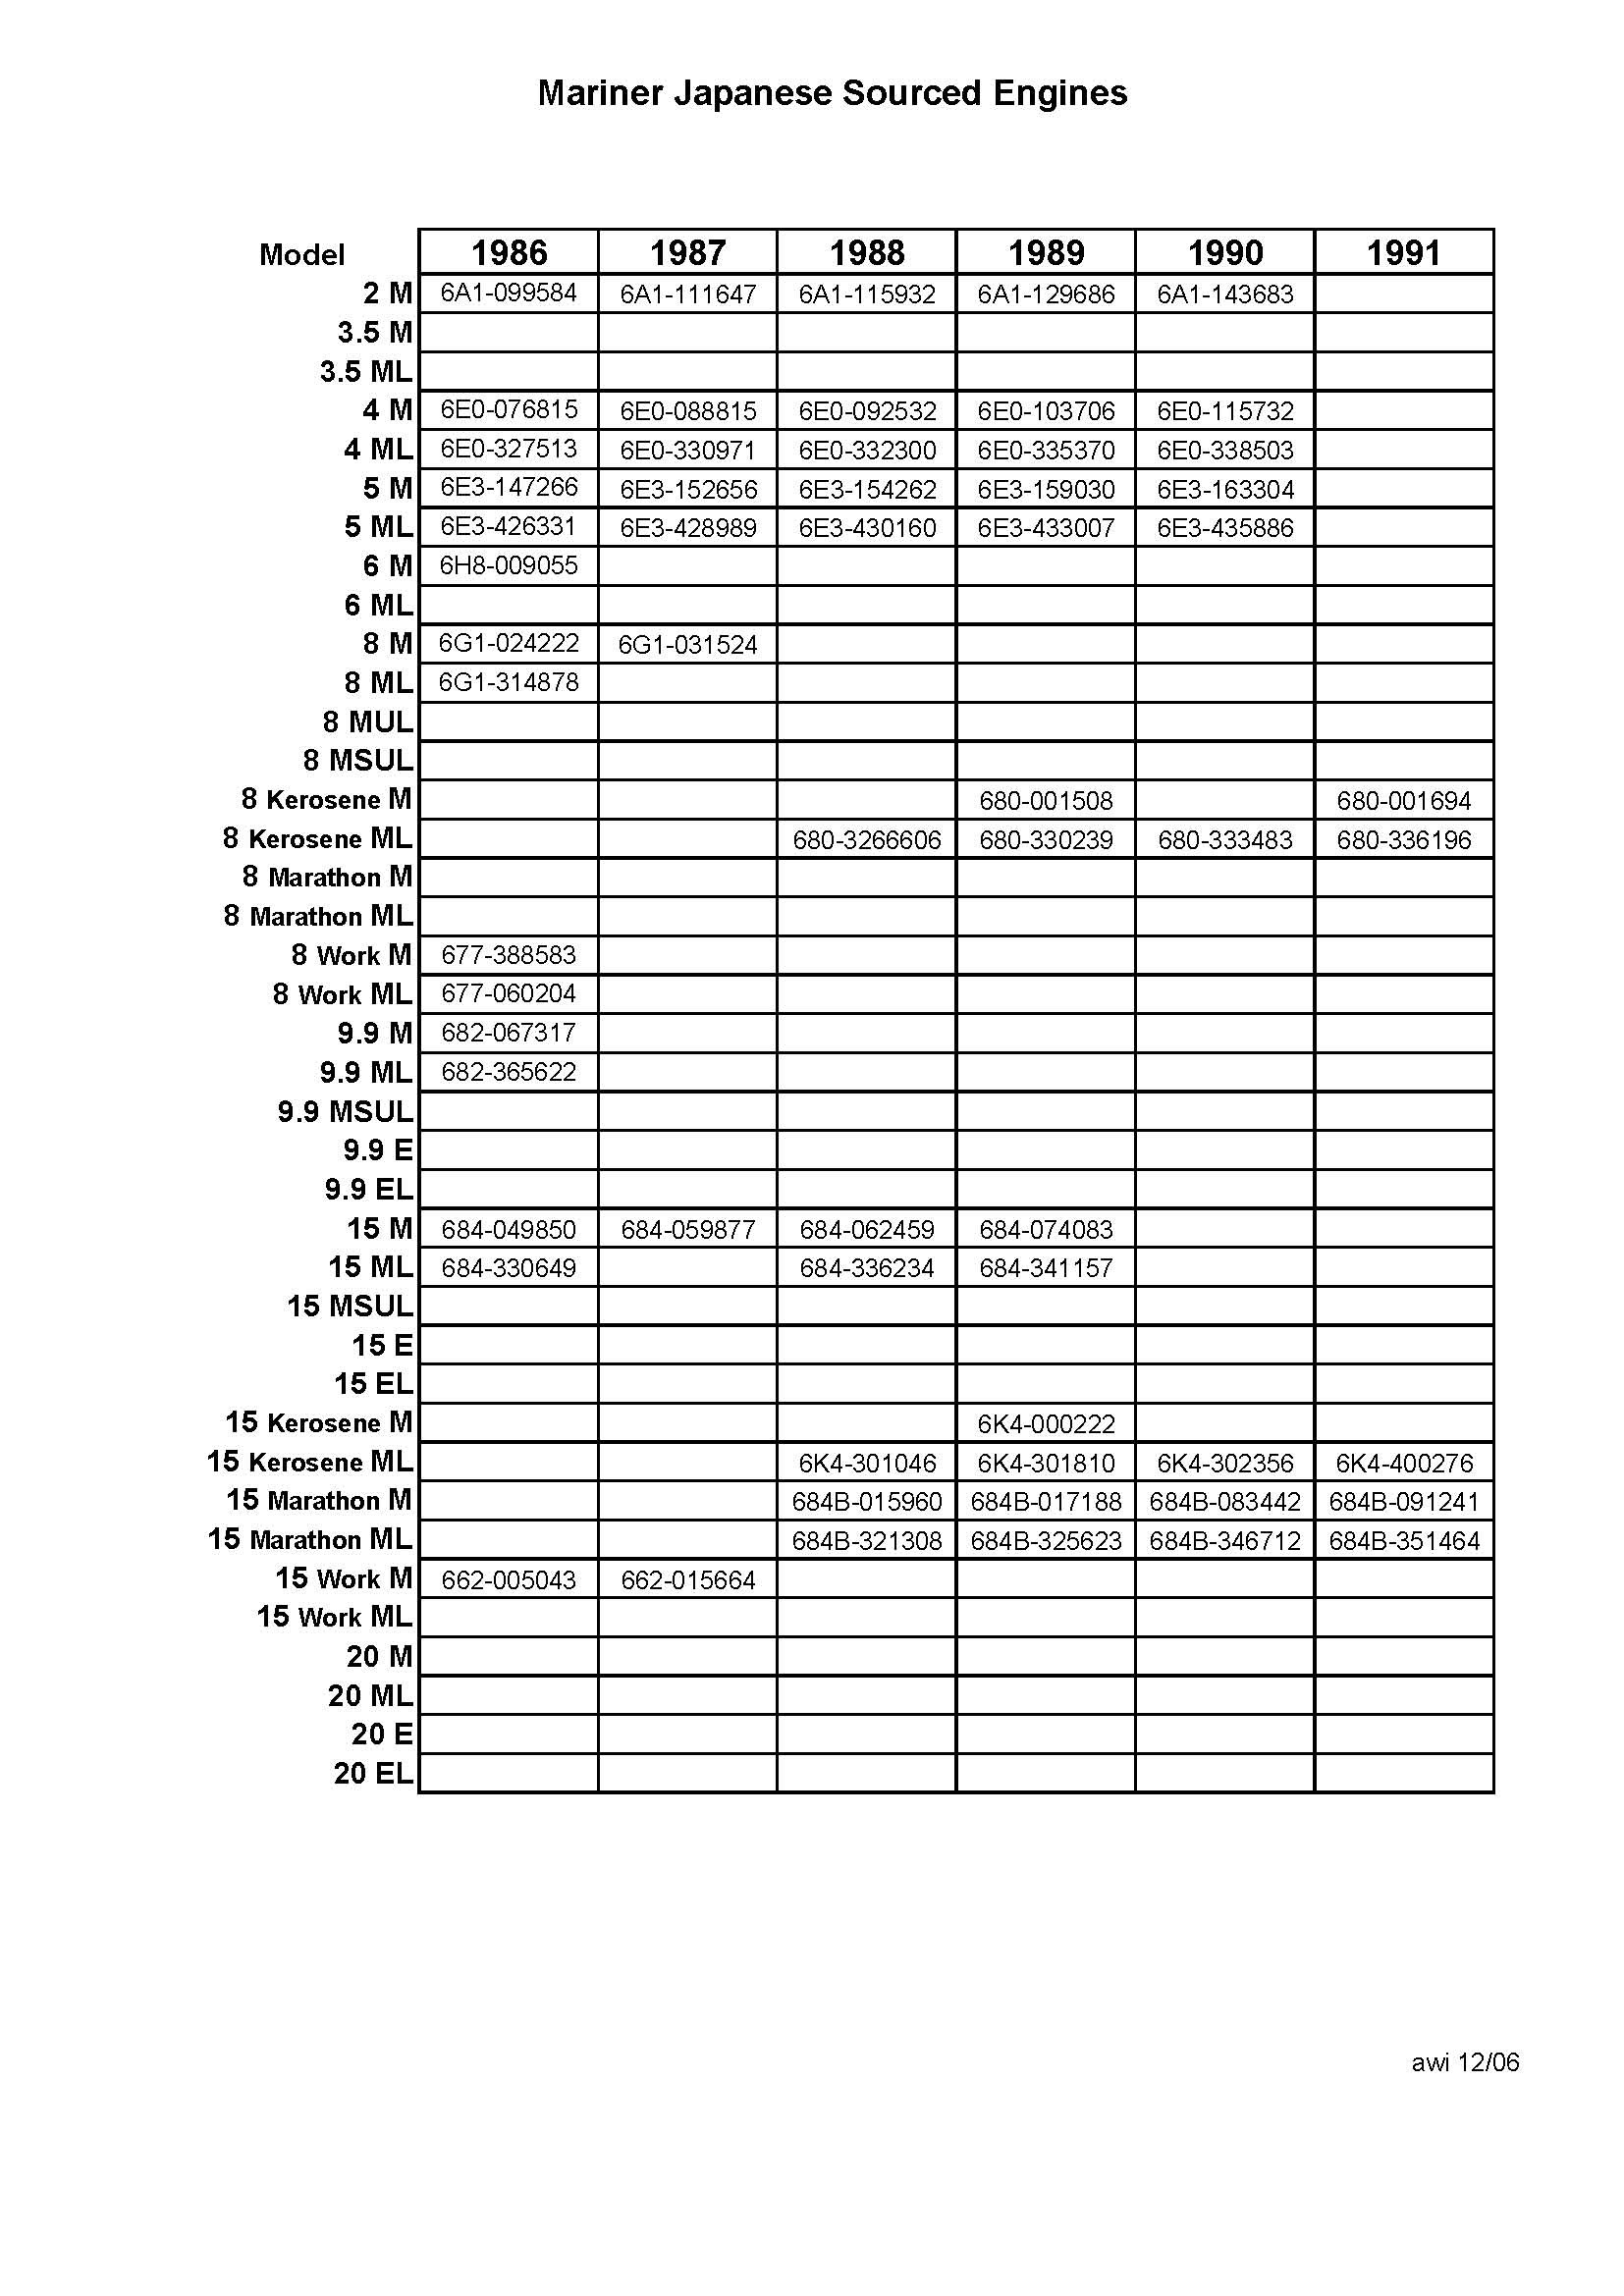 Mariner Japanese Sourced Engines
Model 1986 1987 1988 1989 1990 1991
2 M 6A1-099584 6A1-111647 6A1-115932 6A1-129686 6A1-143683
3.5 M
3.5 ML
4 M 6E0-076815 6E0-088815 6E0-092532 6E0-103706 6E0-115732
4 ML 6E0-327513 6E0-330971 6E0-332300 6E0-335370 6E0-338503
5 M 6E3-147266 6E3-152656 6E3-154262 6E3-159030 6E3-163304
5 ML 6E3-426331 6E3-428989 6E3-430160 6E3-433007 6E3-435886
6 M 6H8-009055
6 ML
8 M 6G1-024222 6G1-031524
8 ML 6G1-314878
8 MUL
8 MSUL
8 Kerosene M 680-001508 680-001694
8 Kerosene ML 680-3266606 680-330239 680-333483 680-336196
8 Marathon M
8 Marathon ML
8 Work M 677-388583
8 Work ML 677-060204
9.9 M 682-067317
9.9 ML 682-365622
9.9 MSUL
9.9 E
9.9 EL
15 M 684-049850 684-059877 684-062459 684-074083
15 ML 684-330649 684-336234 684-341157
15 MSUL
15 E
15 EL
15 Kerosene M 6K4-000222
15 Kerosene ML 6K4-301046 6K4-301810 6K4-302356 6K4-400276
15 Marathon M 684B-015960 684B-017188 684B-083442 684B-091241
15 Marathon ML 684B-321308 684B-325623 684B-346712 684B-351464
15 Work M 662-005043 662-015664
15 Work ML
20 M
20 ML
20 E
20 EL
awi 12/06